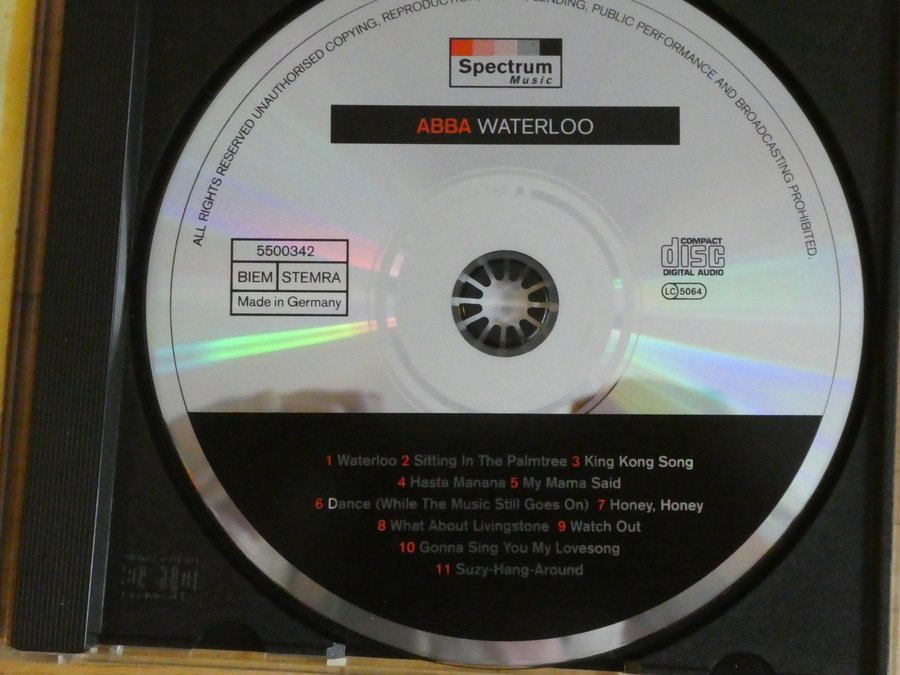 ALL RIGHTS RESERVED UNAUTHORISED COPYING, REPRODUCTION, LENDING, PUBLIC PERFORMANCE AND BROADCASTING PROHIBITED.
Spectrum
Music
ABBA WATERLOO
5500342
BIEM STEMRA
Made in Germany
COMPACT
disc
DIGITAL AUDIO
LC 5064
1 Waterloo 2 Sitting In The Palmtree 3 King Kong Song
4 Hasta Manana 5 My Mama Said
6 Dance (While The Music Still Goes On) 7 Honey, Honey
8 What About Livingstone 9 Watch Out
10 Gonna Sing You My Lovesong
11 Suzy-Hang-Around